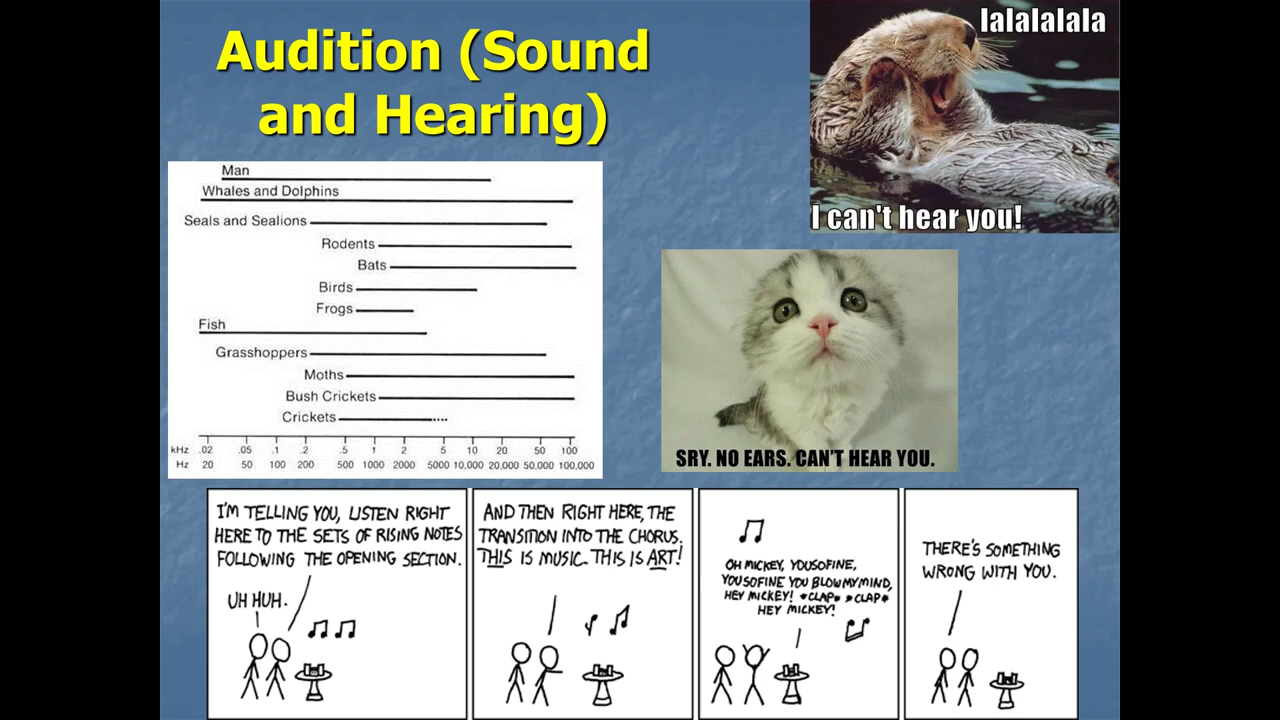 Audition (Sound
and Hearing)
lalalalala
I can't hear you!
Man
Whales and Dolphins
Seals and Sealions
Rodents
Bats
Birds
Frogs
Fish
Grasshoppers
Moths
Bush Crickets
Crickets
kHz .02 .05 .1 .2 .5 1 2 5 10 20 50 100
Hz 20 50 100 200 500 1000 2000 5000 10,000 20,000 50.000 100,000
SRY. NO EARS. CAN'T HEAR YOU.
I'M TELLING YOU, LISTEN RIGHT
HERE TO THE SETS OF RISING NOTES
FOLLOWING THE OPENING SECTION.
UH HUH.
AND THEN RIGHT HERE, THE
TRANSITION INTO THE CHORUS.
THIS IS MUSIC. THIS IS ART!
OH MICKEY, YOUSOFINE,
YOUSOFINE YOU BLOWMYMIND,
HEY MICKEY! *CLAP* *CLAP*
HEY MICKEY!
THERE'S SOMETHING
WRONG WITH YOU.